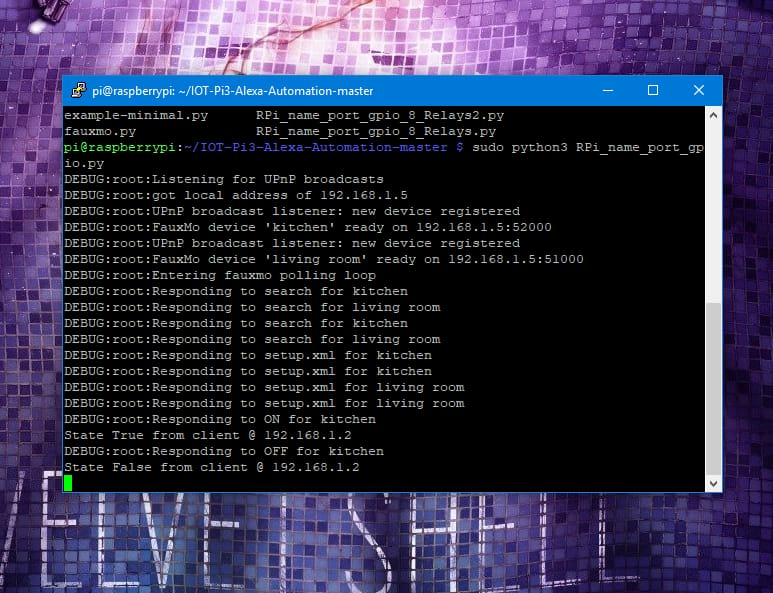 pi@raspberrypi: ~/IOT-Pi3-Alexa-Automation-master
example-minimal.py      RPi_name_port_gpio_8_Relays2.py
fauxmo.py               RPi_name_port_gpio_8_Relays.py
pi@raspberrypi:~/IOT-Pi3-Alexa-Automation-master $ sudo python3 RPi_name_port_gp
io.py
DEBUG:root:Listening for UPnP broadcasts
DEBUG:root:got local address of 192.168.1.5
DEBUG:root:UPnP broadcast listener: new device registered
DEBUG:root:FauxMo device 'kitchen' ready on 192.168.1.5:52000
DEBUG:root:UPnP broadcast listener: new device registered
DEBUG:root:FauxMo device 'living room' ready on 192.168.1.5:51000
DEBUG:root:Entering fauxmo polling loop
DEBUG:root:Responding to search for kitchen
DEBUG:root:Responding to search for living room
DEBUG:root:Responding to search for kitchen
DEBUG:root:Responding to search for living room
DEBUG:root:Responding to setup.xml for kitchen
DEBUG:root:Responding to setup.xml for kitchen
DEBUG:root:Responding to setup.xml for living room
DEBUG:root:Responding to setup.xml for living room
DEBUG:root:Responding to ON for kitchen
State True from client @ 192.168.1.2
DEBUG:root:Responding to OFF for kitchen
State False from client @ 192.168.1.2